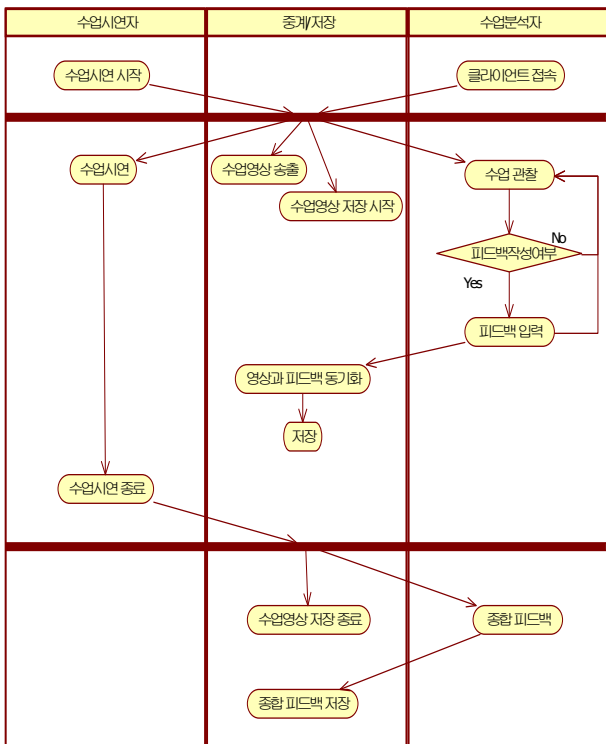 수업시연자
중계/저장
수업분석자
수업시연 시작
클라이언트 접속
수업시연
수업영상 송출
수업 관찰
수업영상 저장 시작
No
피드백작성여부
Yes
피드백 입력
영상과 피드백 동기화
저장
수업시연 종료
수업영상 저장 종료
종합 피드백
종합 피드백 저장